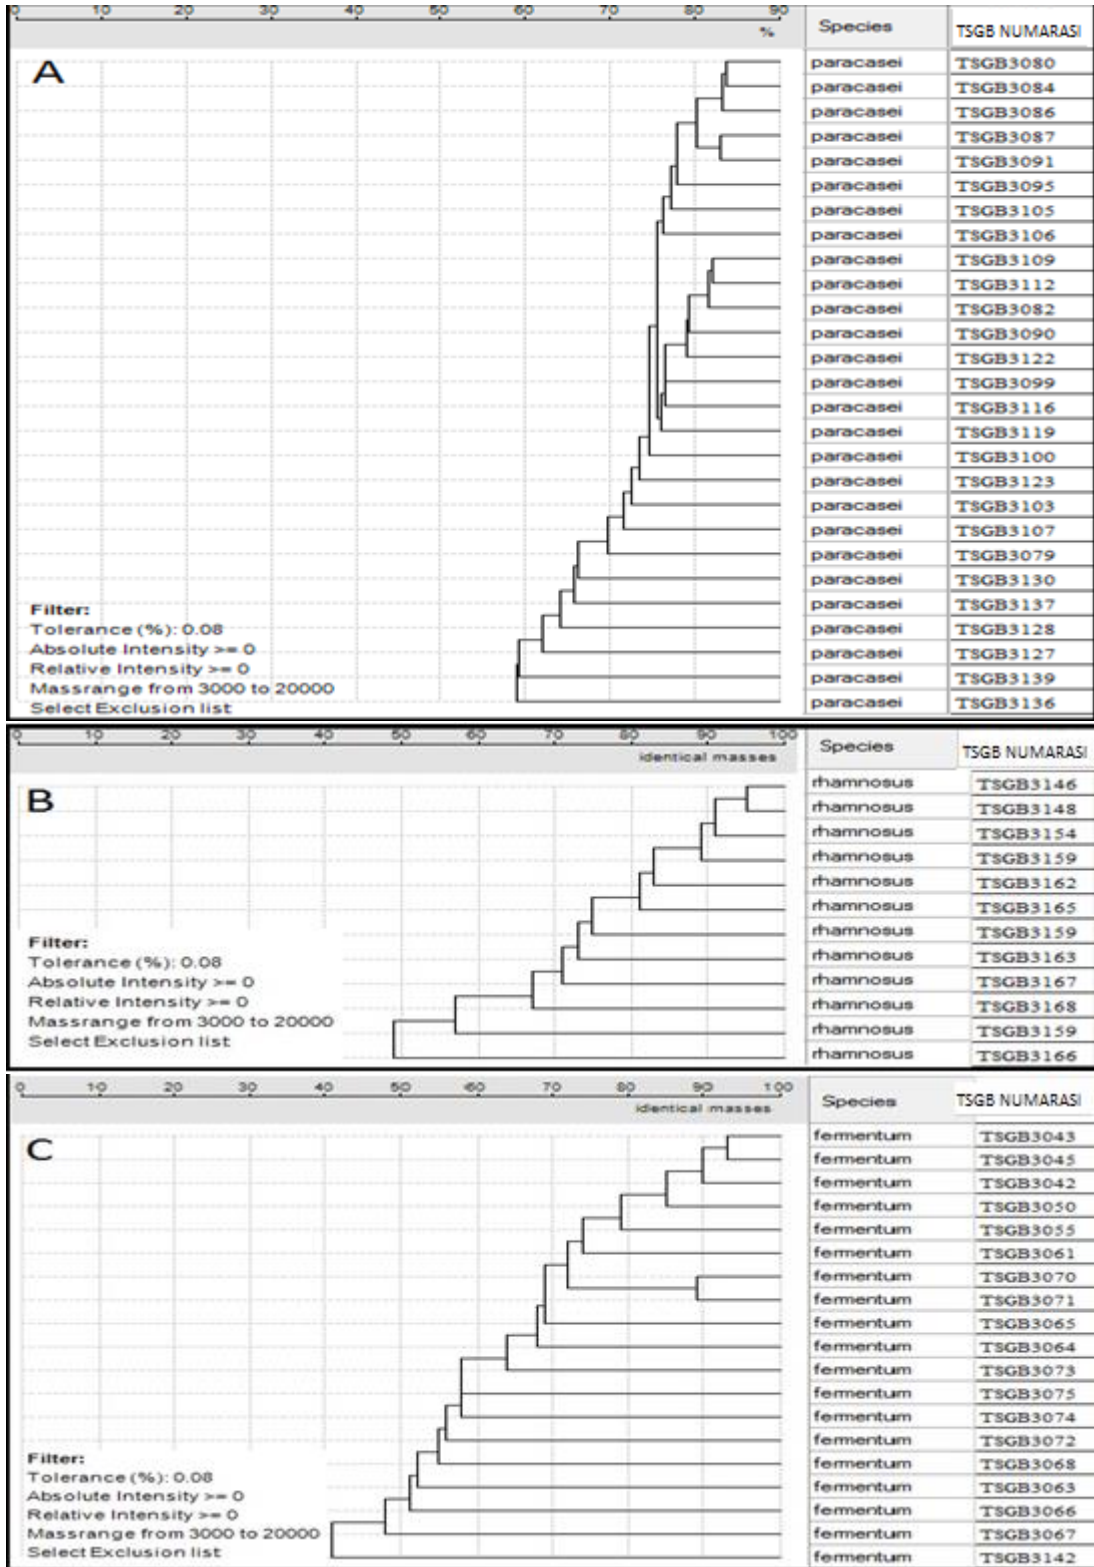 0 10 20 30 40 50 60 70 80 90
%
Species TSGB NUMARASI
A
paracasei TSGB3080
paracasei TSGB3084
paracasei TSGB3086
paracasei TSGB3087
paracasei TSGB3091
paracasei TSGB3095
paracasei TSGB3105
paracasei TSGB3106
paracasei TSGB3109
paracasei TSGB3112
paracasei TSGB3082
paracasei TSGB3090
paracasei TSGB3122
paracasei TSGB3099
paracasei TSGB3116
paracasei TSGB3119
paracasei TSGB3100
paracasei TSGB3123
paracasei TSGB3103
paracasei TSGB3107
paracasei TSGB3079
paracasei TSGB3130
paracasei TSGB3137
paracasei TSGB3128
paracasei TSGB3127
paracasei TSGB3139
paracasei TSGB3136
Filter:
Tolerance (%): 0.08
Absolute Intensity >= 0
Relative Intensity >= 0
Massrange from 3000 to 20000
Select Exclusion list
0 10 20 30 40 50 60 70 80 90 100
identical masses
Species TSGB NUMARASI
B
rhamnosus TSGB3146
rhamnosus TSGB3148
rhamnosus TSGB3154
rhamnosus TSGB3159
rhamnosus TSGB3162
rhamnosus TSGB3165
rhamnosus TSGB3159
rhamnosus TSGB3163
rhamnosus TSGB3167
rhamnosus TSGB3168
rhamnosus TSGB3159
rhamnosus TSGB3166
Filter:
Tolerance (%): 0.08
Absolute Intensity >= 0
Relative Intensity >= 0
Massrange from 3000 to 20000
Select Exclusion list
0 10 20 30 40 50 60 70 80 90 100
identical masses
Species TSGB NUMARASI
C
fermentum TSGB3043
fermentum TSGB3045
fermentum TSGB3042
fermentum TSGB3050
fermentum TSGB3055
fermentum TSGB3061
fermentum TSGB3070
fermentum TSGB3071
fermentum TSGB3065
fermentum TSGB3064
fermentum TSGB3073
fermentum TSGB3075
fermentum TSGB3074
fermentum TSGB3072
fermentum TSGB3068
fermentum TSGB3063
fermentum TSGB3066
fermentum TSGB3067
fermentum TSGB3142
Filter:
Tolerance (%): 0.08
Absolute Intensity >= 0
Relative Intensity >= 0
Massrange from 3000 to 20000
Select Exclusion list